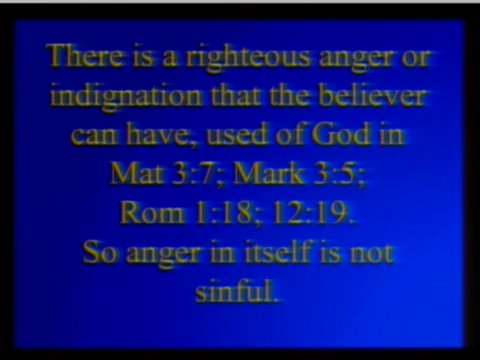 There is a righteous anger or
indignation that the believer
can have, used of God in
Mat 3:7; Mark 3:5;
Rom 1:18; 12:19.
So anger in itself is not
sinful.